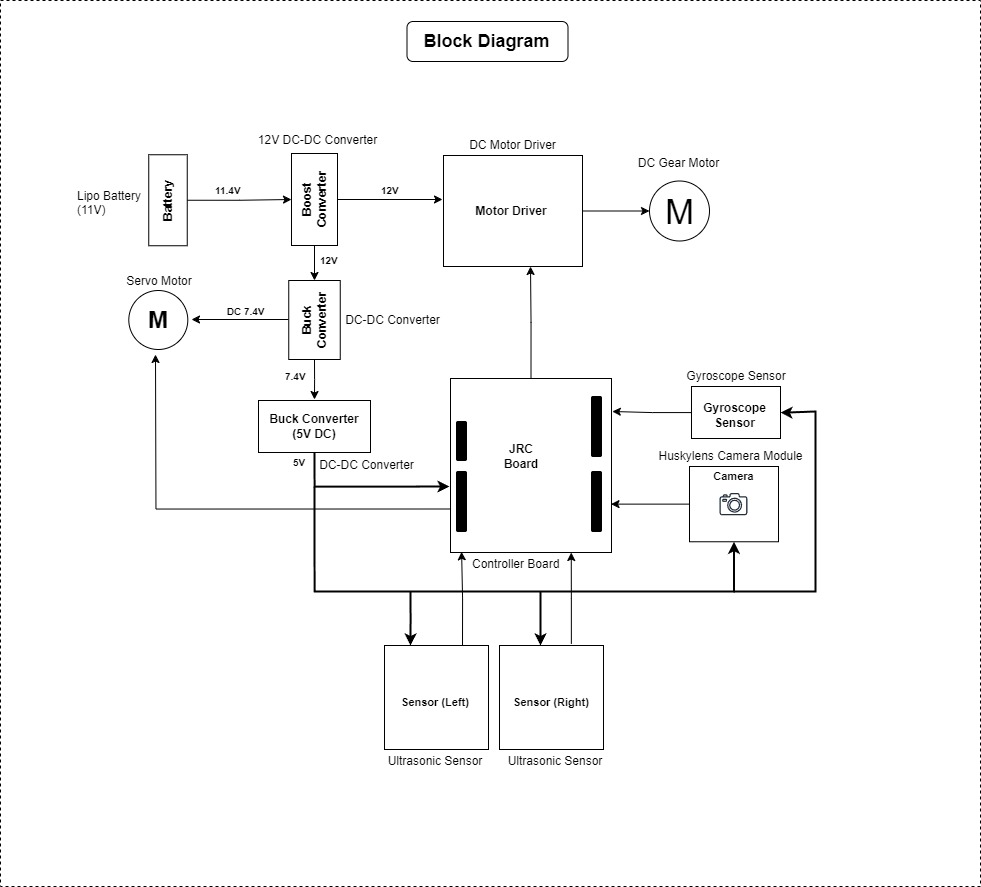 Block Diagram
12V DC-DC Converter
DC Motor Driver
DC Gear Motor
Lipo Battery
(11V)
Battery
11.4V
Boost
Converter
12V
Motor Driver
M
12V
Servo Motor
M
DC 7.4V
Buck
Converter
DC-DC Converter
7.4V
Buck Converter
(5V DC)
5V
DC-DC Converter
JRC
Board
Controller Board
Gyroscope Sensor
Gyroscope
Sensor
Huskylens Camera Module
Camera
Sensor (Left)
Sensor (Right)
Ultrasonic Sensor
Ultrasonic Sensor